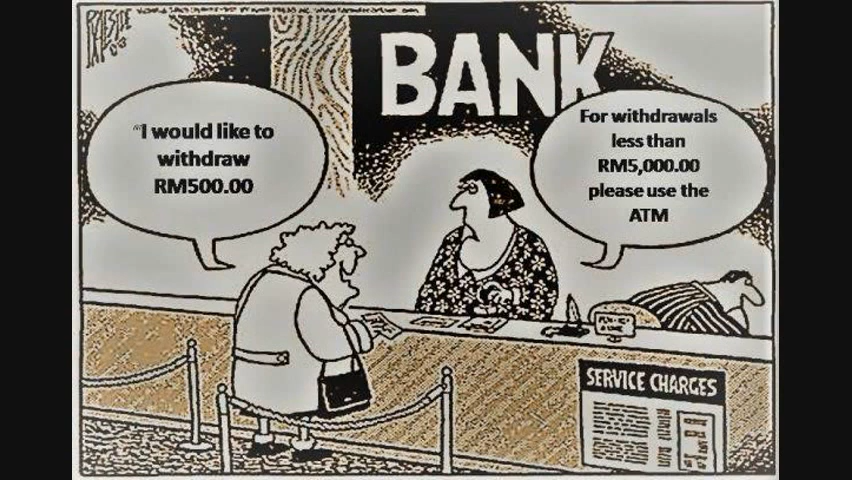 BANK
"I would like to
withdraw
RM500.00
For withdrawals
less than
RM5,000.00
please use the
ATM
SERVICE CHARGES